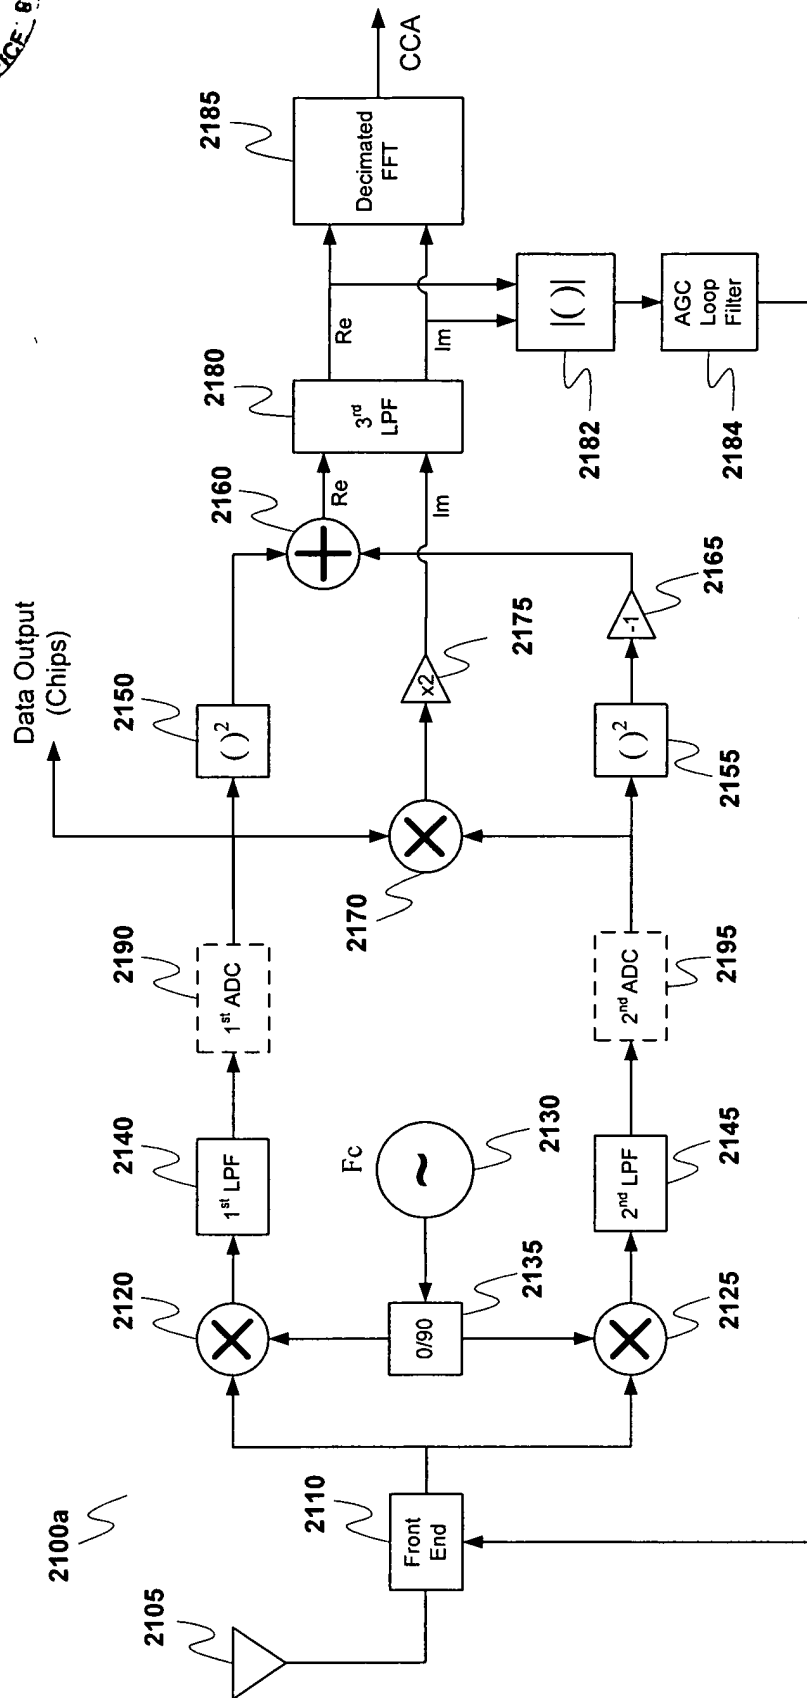 2100a
2105
2110
Front
End
2120
2125
0/90
2135
Fc
~
2130
2140
1st LPF
2145
2nd LPF
2190
1st ADC
2195
2nd ADC
Data Output
(Chips)
2170
2150
( )2
2155
( )2
x2
2175
-1
2165
2160
Re
Im
2180
3rd
LPF
Re
Im
2182
|( )|
2184
AGC
Loop
Filter
2185
Decimated
FFT
CCA